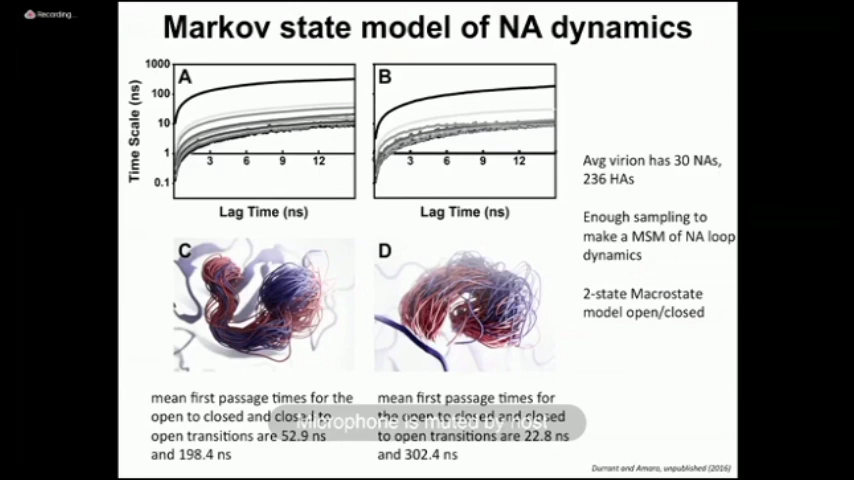 Recording...
Markov state model of NA dynamics
A
B
1000
100
10
1
0.1
Time Scale (ns)
3 6 9 12
3 6 9 12
Lag Time (ns)
Lag Time (ns)
Avg virion has 30 NAs,
236 HAs
Enough sampling to
make a MSM of NA loop
dynamics
2-state Macrostate
model open/closed
C
D
mean first passage times for the
open to closed and closed to
open transitions are 52.9 ns
and 198.4 ns
mean first passage times for
the open to closed and closed
to open transitions are 22.8 ns
and 302.4 ns
Microphone is muted by host
Durrant and Amaro, unpublished (2016)